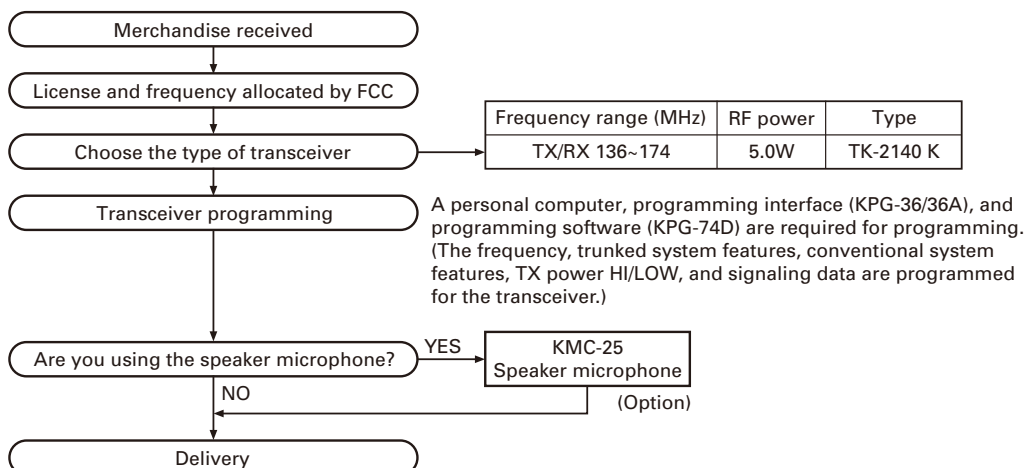 Merchandise received
License and frequency allocated by FCC
Choose the type of transceiver
Frequency range (MHz) RF power Type
TX/RX 136~174 5.0W TK-2140 K
Transceiver programming
A personal computer, programming interface (KPG-36/36A), and
programming software (KPG-74D) are required for programming.
(The frequency, trunked system features, conventional system
features, TX power HI/LOW, and signaling data are programmed
for the transceiver.)
Are you using the speaker microphone?
YES
KMC-25
Speaker microphone
(Option)
NO
Delivery